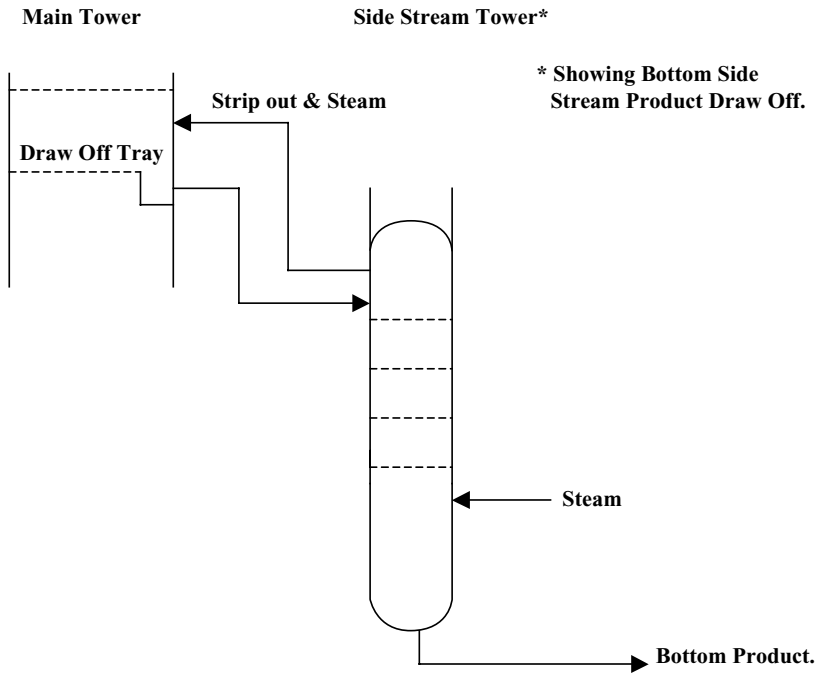 Main Tower
Side Stream Tower*
* Showing Bottom Side
Stream Product Draw Off.
Strip out & Steam
Draw Off Tray
Steam
Bottom Product.